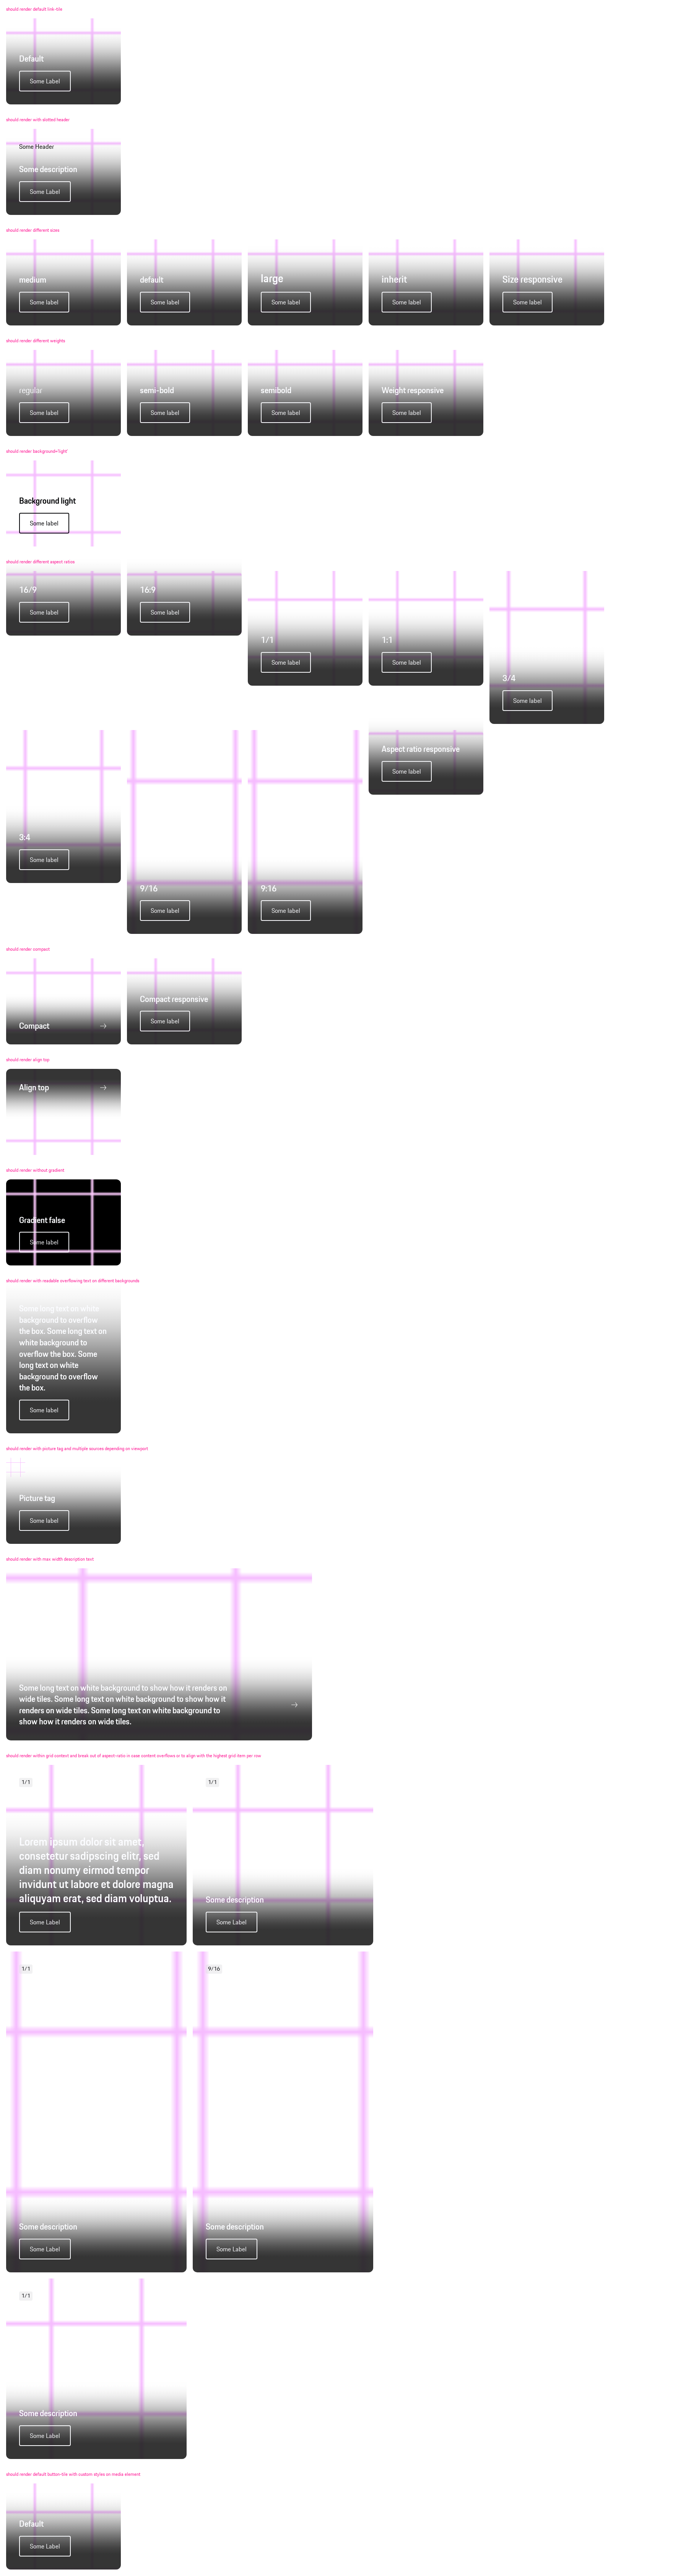 should render default link-tile
Default
Some Label
should render with slotted header
Some Header
Some description
Some Label
should render different sizes
medium
default
large
inherit
Size responsive
Some label
Some label
Some label
Some label
Some label
should render different weights
regular
semi-bold
semibold
Weight responsive
Some label
Some label
Some label
Some label
should render background='light'
Background light
Some label
should render different aspect ratios
16/9
16:9
Some label
Some label
1/1
1:1
Some label
Some label
3/4
Some label
Aspect ratio responsive
Some label
3:4
Some label
9/16
9:16
Some label
Some label
should render compact
Compact
Compact responsive
Some label
should render align top
Align top
should render without gradient
Gradient false
Some label
should render with readable overflowing text on different backgrounds
Some long text on white
background to overflow
the box. Some long text on
white background to
overflow the box. Some
long text on white
background to overflow
the box.
Some label
should render with picture tag and multiple sources depending on viewport
Picture tag
Some label
should render with max width description text
Some long text on white background to show how it renders on
wide tiles. Some long text on white background to show how it
renders on wide tiles. Some long text on white background to
show how it renders on wide tiles.
should render within grid context and break out of aspect-ratio in case content overflows or to align with the highest grid item per row
1/1
1/1
Lorem ipsum dolor sit amet,
consetetur sadipscing elitr, sed
diam nonumy eirmod tempor
invidunt ut labore et dolore magna
aliquyam erat, sed diam voluptua.
Some Label
Some description
Some Label
1/1
9/16
Some description
Some description
Some Label
Some Label
1/1
Some description
Some Label
should render default button-tile with custom styles on media element
Default
Some Label